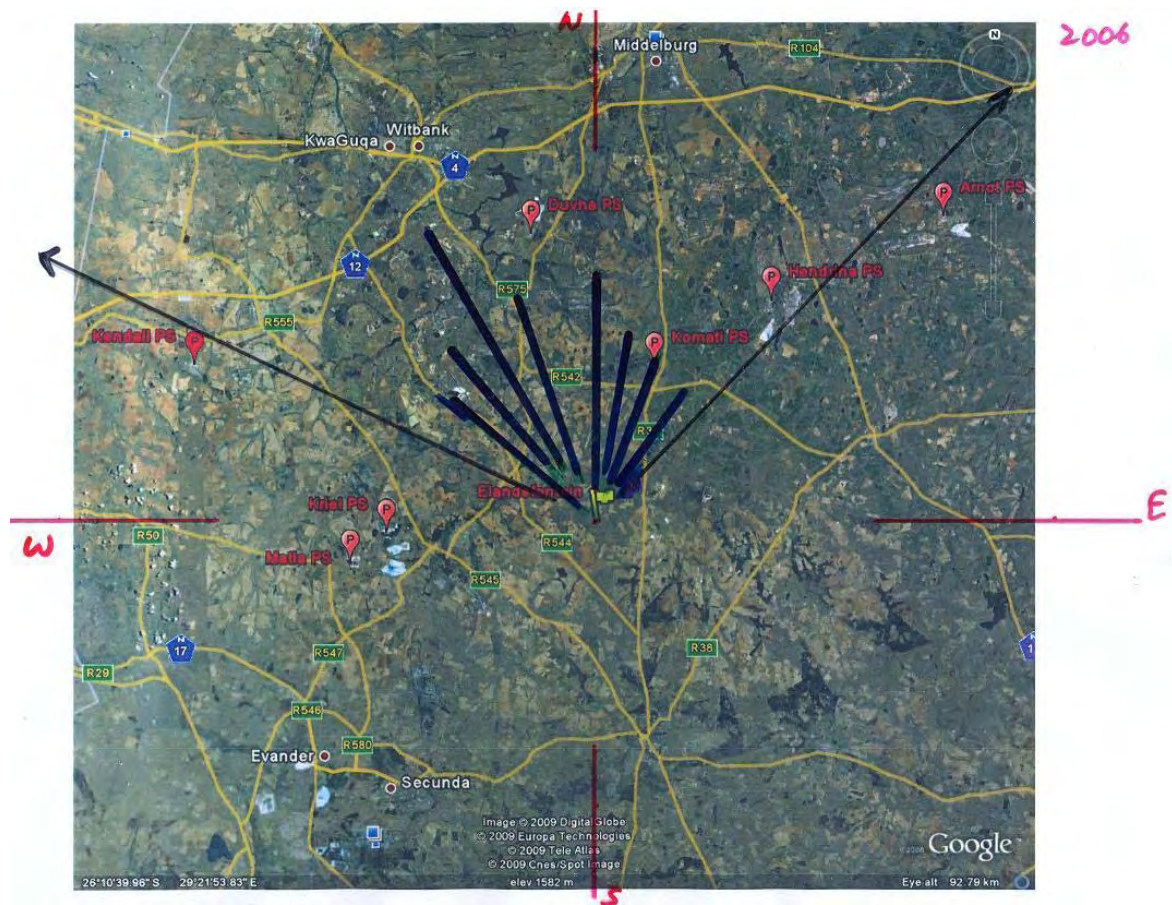 N
2006
N
Middelburg
R104
Witbank
KwaGuqa
N
4
Arnot PS
Duvha PS
N
12
Hendrina PS
R575
R555
Kendall PS
Komati PS
R542
Elandsfontein
Kriel PS
E
W
R50
Matla PS
R544
R545
N
17
R547
R38
N
R29
R546
R580
Evander
Secunda
Image © 2009 DigitalGlobe
© 2009 Europa Technologies
© 2009 Tele Atlas
© 2009 Cnes/Spot Image
Google
26°10'39.96" S 29°21'53.83" E
elev 1582 m
Eye alt 92.79 km
S